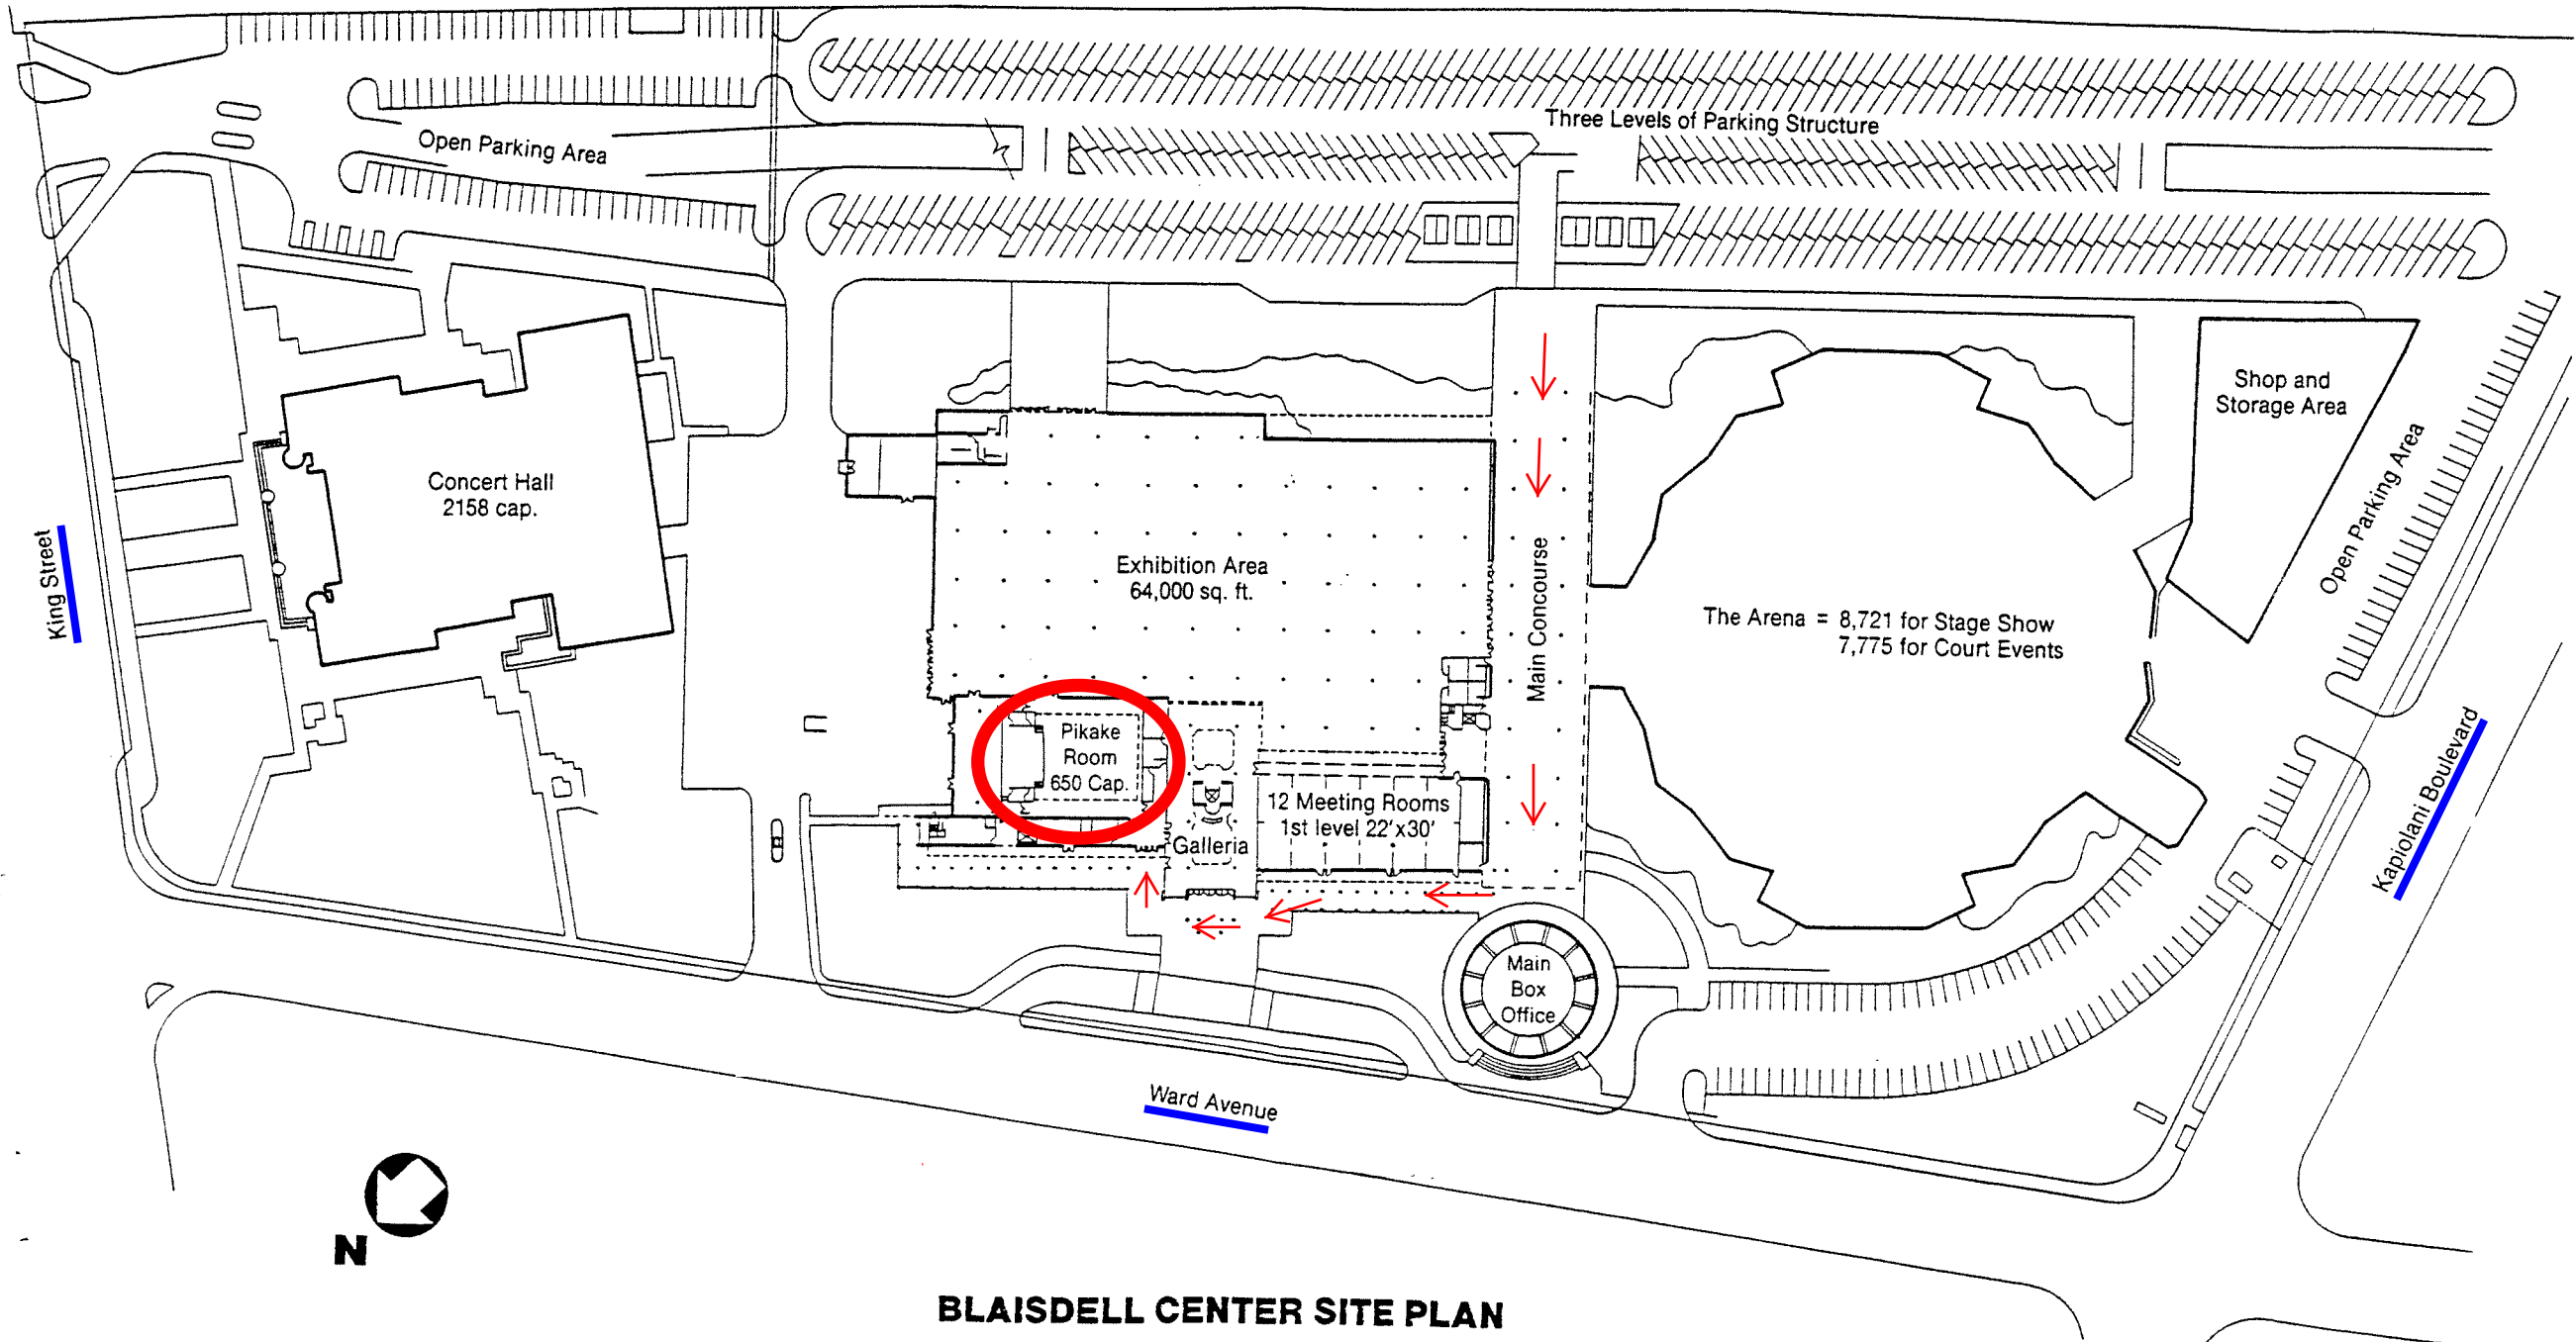 Three Levels of Parking Structure
Open Parking Area
Shop and
Storage Area
Concert Hall
2158 cap.
King Street
Exhibition Area
64,000 sq. ft.
Main Concourse
Open Parking Area
The Arena = 8,721 for Stage Show
7,775 for Court Events
Pikake
Room
650 Cap.
12 Meeting Rooms
1st level 22'x30'
Galleria
Kapiolani Boulevard
Main
Box
Office
Ward Avenue
N
BLAISDELL CENTER SITE PLAN